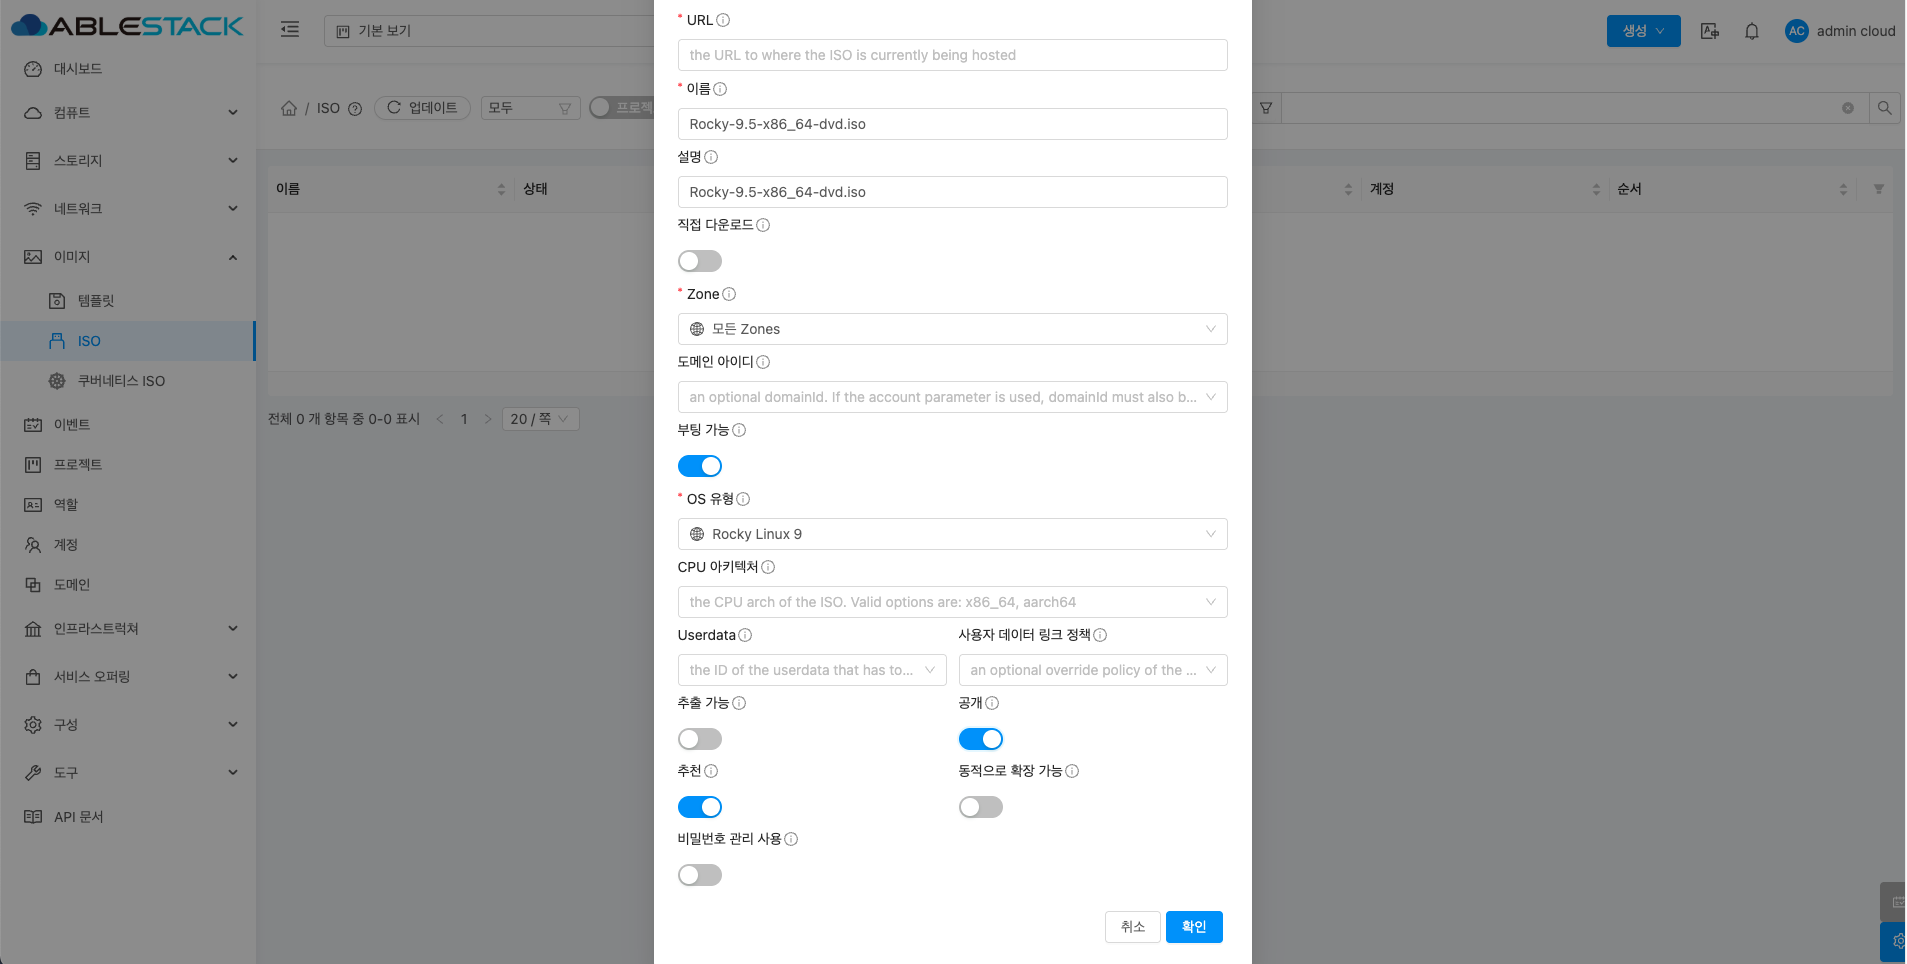 ABLESTACK
기본 보기
생성
AC
admin cloud
대시보드
컴퓨트
스토리지
네트워크
이미지
템플릿
ISO
쿠버네티스 ISO
이벤트
프로젝트
역할
계정
도메인
인프라스트럭쳐
서비스 오퍼링
구성
도구
API 문서
/ ISO
업데이트
모두
프로젝
이름
상태
계정
순서
전체 0 개 항목 중 0-0 표시
1
20 / 쪽
* URL
the URL to where the ISO is currently being hosted
* 이름
Rocky-9.5-x86_64-dvd.iso
설명
Rocky-9.5-x86_64-dvd.iso
직접 다운로드
* Zone
모든 Zones
도메인 아이디
an optional domainId. If the account parameter is used, domainId must also b...
부팅 가능
* OS 유형
Rocky Linux 9
CPU 아키텍처
the CPU arch of the ISO. Valid options are: x86_64, aarch64
Userdata
사용자 데이터 링크 정책
the ID of the userdata that has to...
an optional override policy of the ...
추출 가능
공개
추천
동적으로 확장 가능
비밀번호 관리 사용
취소
확인